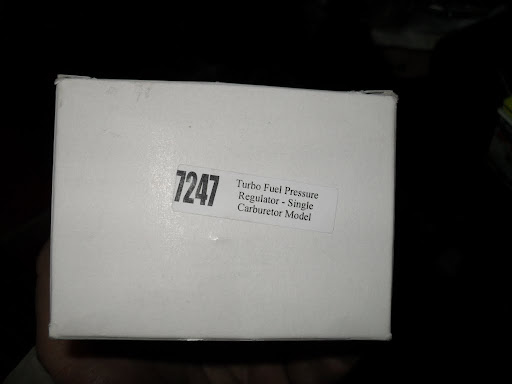 7247
Turbo Fuel Pressure
Regulator - Single
Carburetor Model